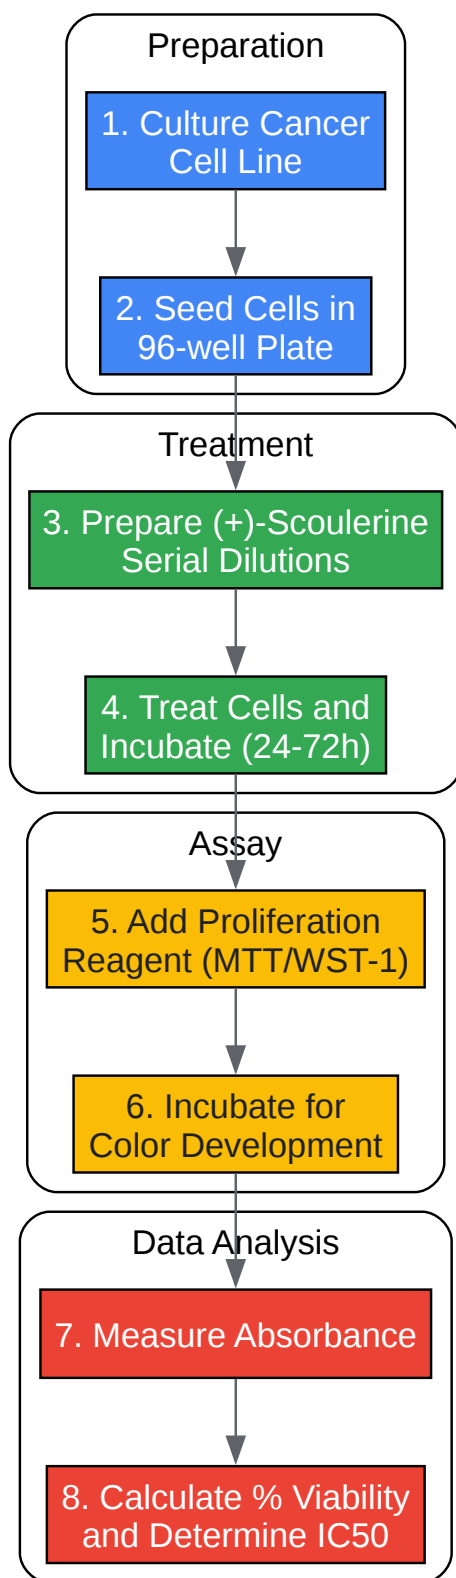 Preparation
1. Culture Cancer
Cell Line
2. Seed Cells in
96-well Plate
Treatment
3. Prepare (+)-Scoulerine
Serial Dilutions
4. Treat Cells and
Incubate (24-72h)
Assay
5. Add Proliferation
Reagent (MTT/WST-1)
6. Incubate for
Color Development
Data Analysis
7. Measure Absorbance
8. Calculate % Viability
and Determine IC50